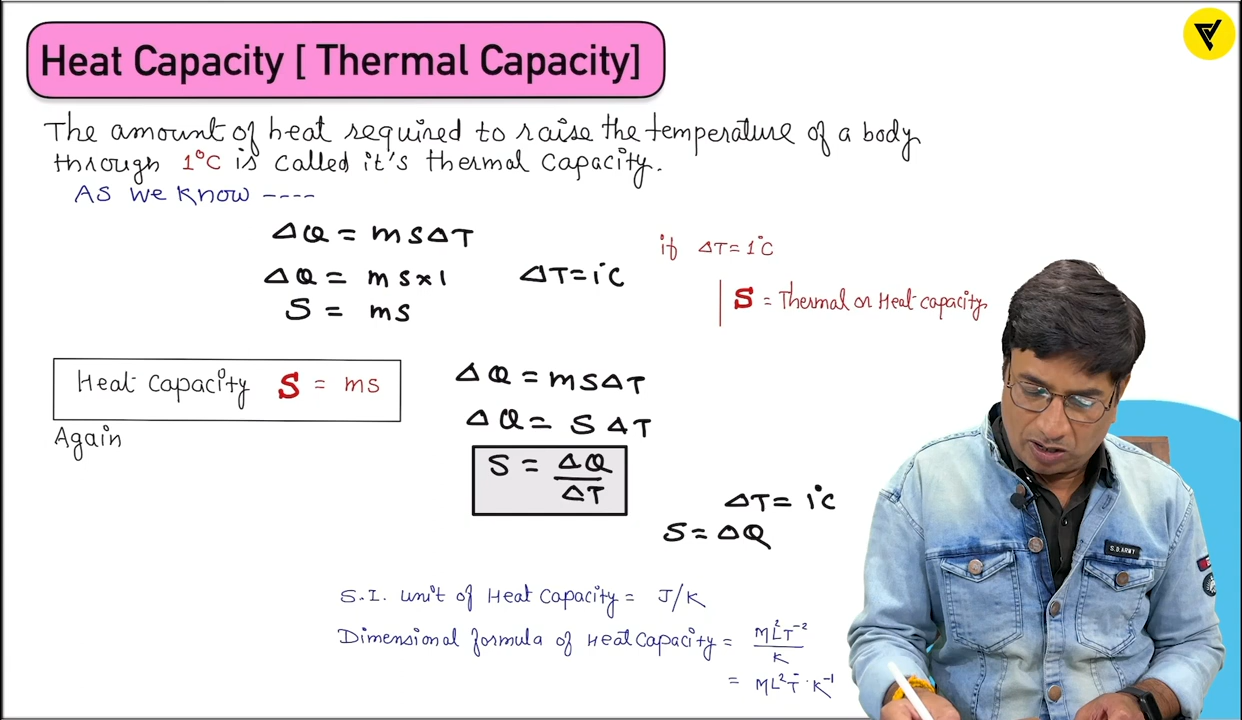 Heat Capacity [ Thermal Capacity]
The amount of heat required to raise the temperature of a body
through 1°C is called it's thermal capacity.
As we know ----
ΔQ = msΔT
ΔQ = ms×1 ΔT=1°C
S = ms
if ΔT=1°C
S = Thermal or Heat capacity
Heat Capacity S = ms
Again
ΔQ = msΔT
ΔQ = SΔT
S = ΔQ/ΔT
ΔT = 1°C
S = ΔQ
S.I. unit of Heat Capacity = J/K
Dimensional formula of Heat Capacity = ML²T⁻²/K
= ML²T⁻·K⁻¹
S.D. ARMY